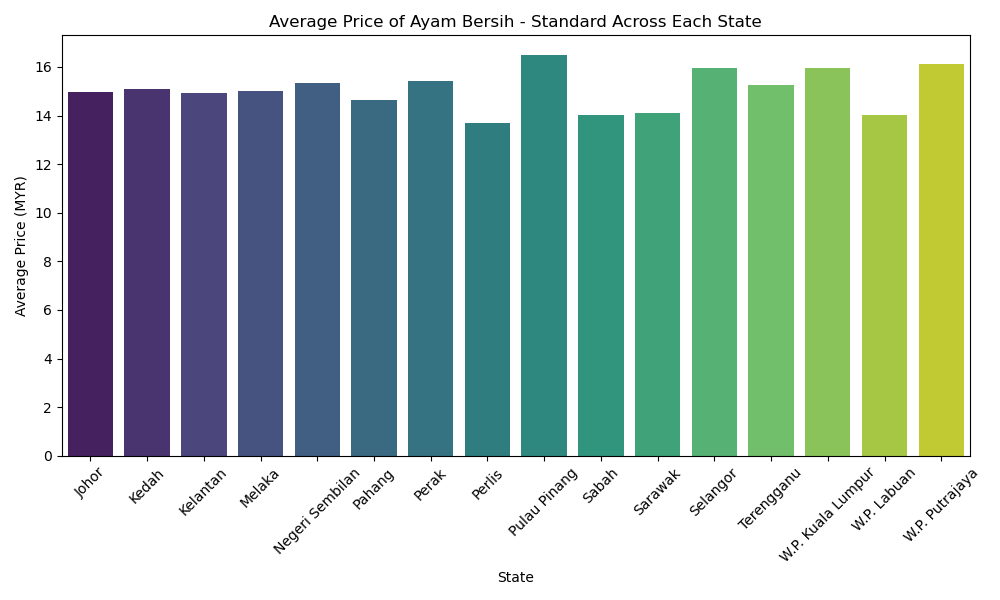 Average Price of Ayam Bersih - Standard Across Each State
Average Price (MYR)
16
14
12
10
8
6
4
2
0
Johor
Kedah
Kelantan
Melaka
Negeri Sembilan
Pahang
Perak
Perlis
Pulau Pinang
Sabah
Sarawak
Selangor
Terengganu
W.P. Kuala Lumpur
W.P. Labuan
W.P. Putrajaya
State